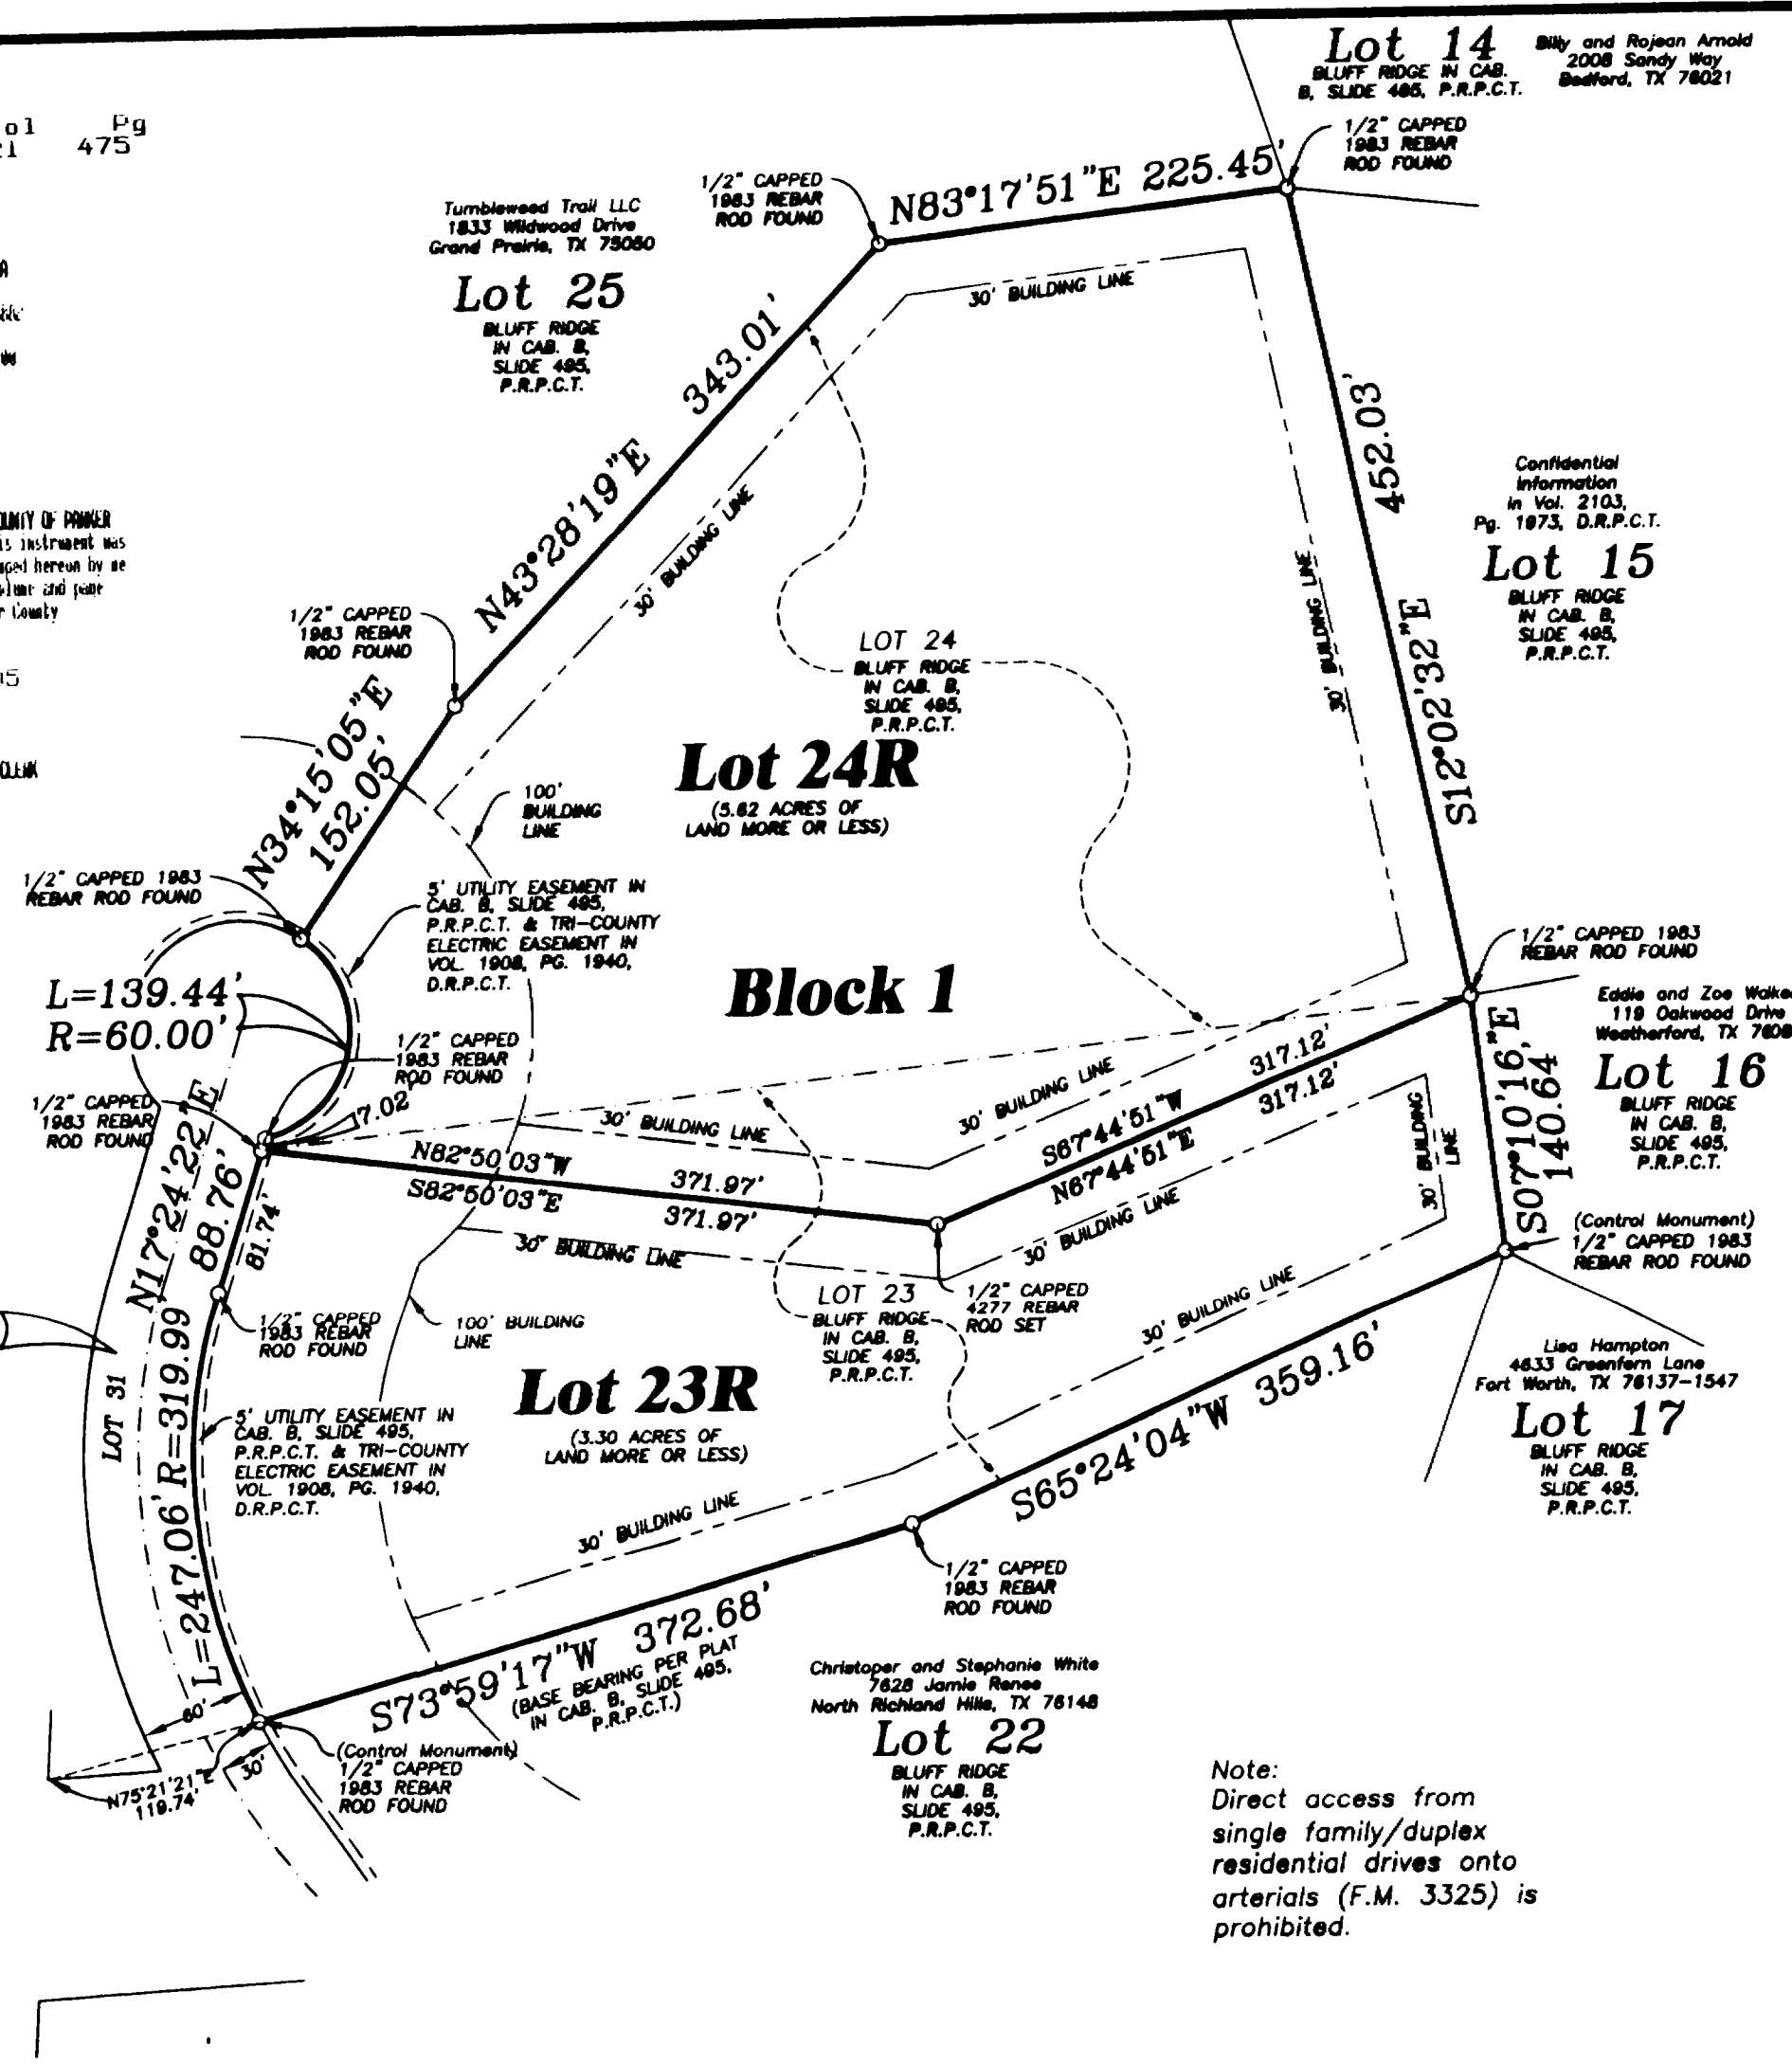 Lot 14
BLUFF RIDGE IN CAB.
B, SLIDE 495, P.R.P.C.T.
Billy and Rojean Arnold
2008 Sandy Way
Bedford, TX 76021
Pg
475
1/2" CAPPED
1983 REBAR
ROD FOUND
N83°17'51"E 225.45'
1/2" CAPPED
1983 REBAR
ROD FOUND
Tumbleweed Trail LLC
1833 Wildwood Drive
Grand Prairie, TX 75050
Lot 25
BLUFF RIDGE
IN CAB. B,
SLIDE 495,
P.R.P.C.T.
30' BUILDING LINE
N43°28'19"E 343.01'
30' BUILDING LINE
S12°02'32"E 452.03'
30' BUILDING LINE
Confidential
Information
In Vol. 2103,
Pg. 1973, D.R.P.C.T.
Lot 15
BLUFF RIDGE
IN CAB. B,
SLIDE 495,
P.R.P.C.T.
OF PARKER
instrument was
hereon by me
and page
County
1/2" CAPPED
1983 REBAR
ROD FOUND
LOT 24
BLUFF RIDGE
IN CAB. B,
SLIDE 495,
P.R.P.C.T.
Lot 24R
(5.62 ACRES OF
LAND MORE OR LESS)
N34°15'05"E
152.05'
100'
BUILDING
LINE
1/2" CAPPED 1983
REBAR ROD FOUND
5' UTILITY EASEMENT IN
CAB. B, SLIDE 495,
P.R.P.C.T. & TRI-COUNTY
ELECTRIC EASEMENT IN
VOL. 1908, PG. 1940,
D.R.P.C.T.
Block 1
1/2" CAPPED 1983
REBAR ROD FOUND
L=139.44'
R=60.00'
1/2" CAPPED
1983 REBAR
ROD FOUND
1/2" CAPPED
1983 REBAR
ROD FOUND
7.02'
Eddie and Zoe
119 Oakwood Drive
Weatherford, TX
Lot 16
BLUFF RIDGE
IN CAB. B,
SLIDE 495,
P.R.P.C.T.
30' BUILDING LINE
30' BUILDING LINE
S67°44'51"W 317.12'
N67°44'51"E 317.12'
N82°50'03"W 371.97'
S82°50'03"E 371.97'
30' BUILDING LINE
30' BUILDING LINE
30' BUILDING
LINE
S07°10'16"E
140.64'
(Control Monument)
1/2" CAPPED 1983
REBAR ROD FOUND
N17°24'22"E
88.76'
81.74'
1/2" CAPPED
1983 REBAR
ROD FOUND
100' BUILDING
LINE
LOT 23
BLUFF RIDGE
IN CAB. B,
SLIDE 495,
P.R.P.C.T.
1/2" CAPPED
4277 REBAR
ROD SET
30' BUILDING LINE
Lisa Hampton
4633 Greenfern Lane
Fort Worth, TX 76137-1547
Lot 17
BLUFF RIDGE
IN CAB. B,
SLIDE 495,
P.R.P.C.T.
LOT 31
L=247.06' R=319.99
Lot 23R
(3.30 ACRES OF
LAND MORE OR LESS)
5' UTILITY EASEMENT IN
CAB. B, SLIDE 495,
P.R.P.C.T. & TRI-COUNTY
ELECTRIC EASEMENT IN
VOL. 1908, PG. 1940,
D.R.P.C.T.
S65°24'04"W 359.16'
30' BUILDING LINE
1/2" CAPPED
1983 REBAR
ROD FOUND
S73°59'17"W 372.68'
(BASE BEARING PER PLAT
IN CAB. B, SLIDE 495,
P.R.P.C.T.)
60'
30'
N75°21'21"E
119.74'
(Control Monument)
1/2" CAPPED
1983 REBAR
ROD FOUND
Christoper and Stephanie White
7628 Jamie Renee
North Richland Hills, TX 76148
Lot 22
BLUFF RIDGE
IN CAB. B,
SLIDE 495,
P.R.P.C.T.
Note:
Direct access from
single family/duplex
residential drives onto
arterials (F.M. 3325) is
prohibited.